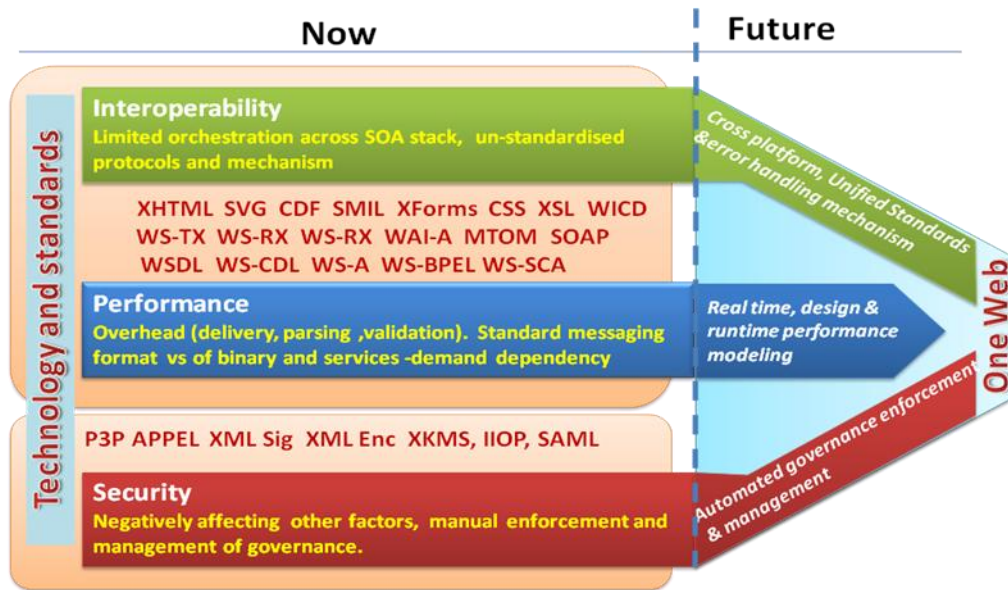 Now
Future
Technology and standards
Interoperability
Limited orchestration across SOA stack, un-standardised
protocols and mechanism
Cross platform, Unified Standards
&error handling mechanism
XHTML SVG CDF SMIL XForms CSS XSL WICD
WS-TX WS-RX WS-RX WAI-A MTOM SOAP
WSDL WS-CDL WS-A WS-BPEL WS-SCA
Performance
Overhead (delivery, parsing ,validation). Standard messaging
format vs of binary and services -demand dependency
Real time, design &
runtime performance
modeling
One Web
P3P APPEL XML Sig XML Enc XKMS, IIOP, SAML
Security
Negatively affecting other factors, manual enforcement and
management of governance.
Automated governance enforcement
& management